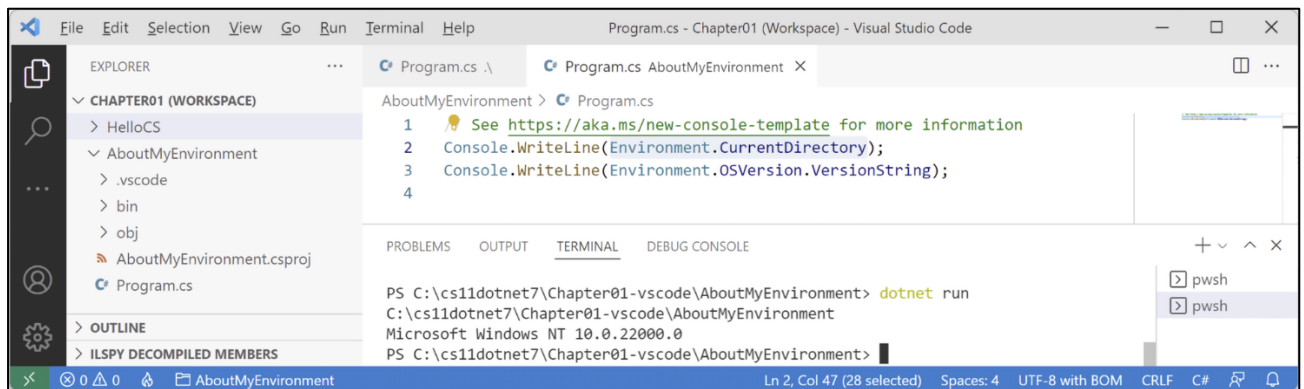 File Edit Selection View Go Run Terminal Help Program.cs - Chapter01 (Workspace) - Visual Studio Code
EXPLORER ...
CHAPTER01 (WORKSPACE)
HelloCS
AboutMyEnvironment
.vscode
bin
obj
AboutMyEnvironment.csproj
Program.cs
OUTLINE
ILSPY DECOMPILED MEMBERS
Program.cs .\ Program.cs AboutMyEnvironment
AboutMyEnvironment > Program.cs
1 See https://aka.ms/new-console-template for more information
2 Console.WriteLine(Environment.CurrentDirectory);
3 Console.WriteLine(Environment.OSVersion.VersionString);
4
PROBLEMS OUTPUT TERMINAL DEBUG CONSOLE
PS C:\cs11dotnet7\Chapter01-vscode\AboutMyEnvironment> dotnet run
C:\cs11dotnet7\Chapter01-vscode\AboutMyEnvironment
Microsoft Windows NT 10.0.22000.0
PS C:\cs11dotnet7\Chapter01-vscode\AboutMyEnvironment>
pwsh
pwsh
0 0 AboutMyEnvironment Ln 2, Col 47 (28 selected) Spaces: 4 UTF-8 with BOM CRLF C#